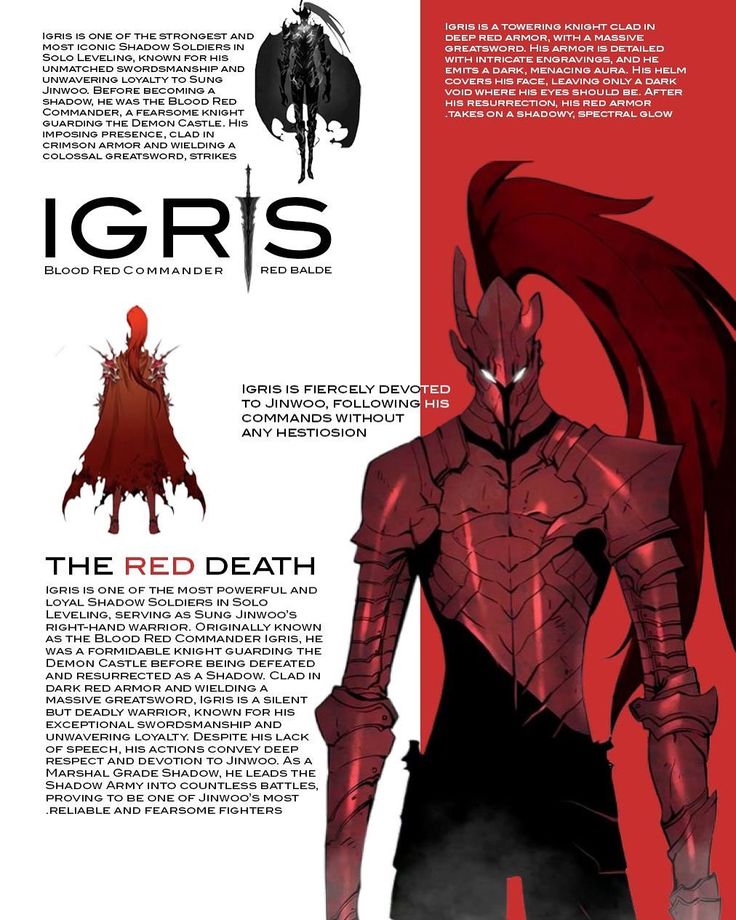 Igris is one of the strongest and
most iconic Shadow Soldiers in
Solo Leveling, known for his
unmatched swordsmanship and
unwavering loyalty to Sung
Jinwoo. Before becoming a
shadow, he was the Blood Red
Commander, a fearsome knight
guarding the Demon Castle. His
imposing presence, clad in
crimson armor and wielding a
colossal greatsword, strikes
Igris is a towering knight clad in
deep red armor, with a massive
greatsword. His armor is detailed
with intricate engravings, and he
emits a dark, menacing aura. His helm
covers his face, leaving only a dark
void where his eyes should be. After
his resurrection, his red armor
.takes on a shadowy, spectral glow
IGRIS
Blood Red Commander
red balde
Igris is fiercely devoted
to Jinwoo, following his
commands without
any hestiosion
THE RED DEATH
Igris is one of the most powerful and
loyal Shadow Soldiers in Solo
Leveling, serving as Sung Jinwoo's
right-hand warrior. Originally known
as the Blood Red Commander Igris, he
was a formidable knight guarding the
Demon Castle before being defeated
and resurrected as a Shadow. Clad in
dark red armor and wielding a
massive greatsword, Igris is a silent
but deadly warrior, known for his
exceptional swordsmanship and
unwavering loyalty. Despite his lack
of speech, his actions convey deep
respect and devotion to Jinwoo. As a
Marshal Grade Shadow, he leads the
Shadow Army into countless battles,
proving to be one of Jinwoo's most
.reliable and fearsome fighters